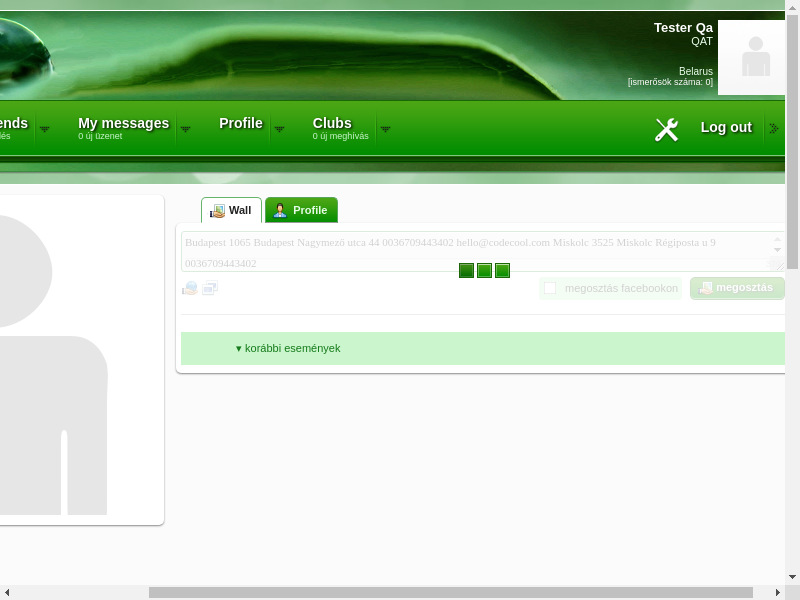 Tester Qa
QAT
Belarus
[ismerősök száma: 0]
ends
My messages
Profile
Clubs
Log out
dés
0 új üzenet
0 új meghívás
Wall
Profile
Budapest 1065 Budapest Nagymező utca 44 0036709443402 hello@codecool.com Miskolc 3525 Miskolc Régiposta u 9
0036709443402
megosztás facebookon
megosztás
▾ korábbi események